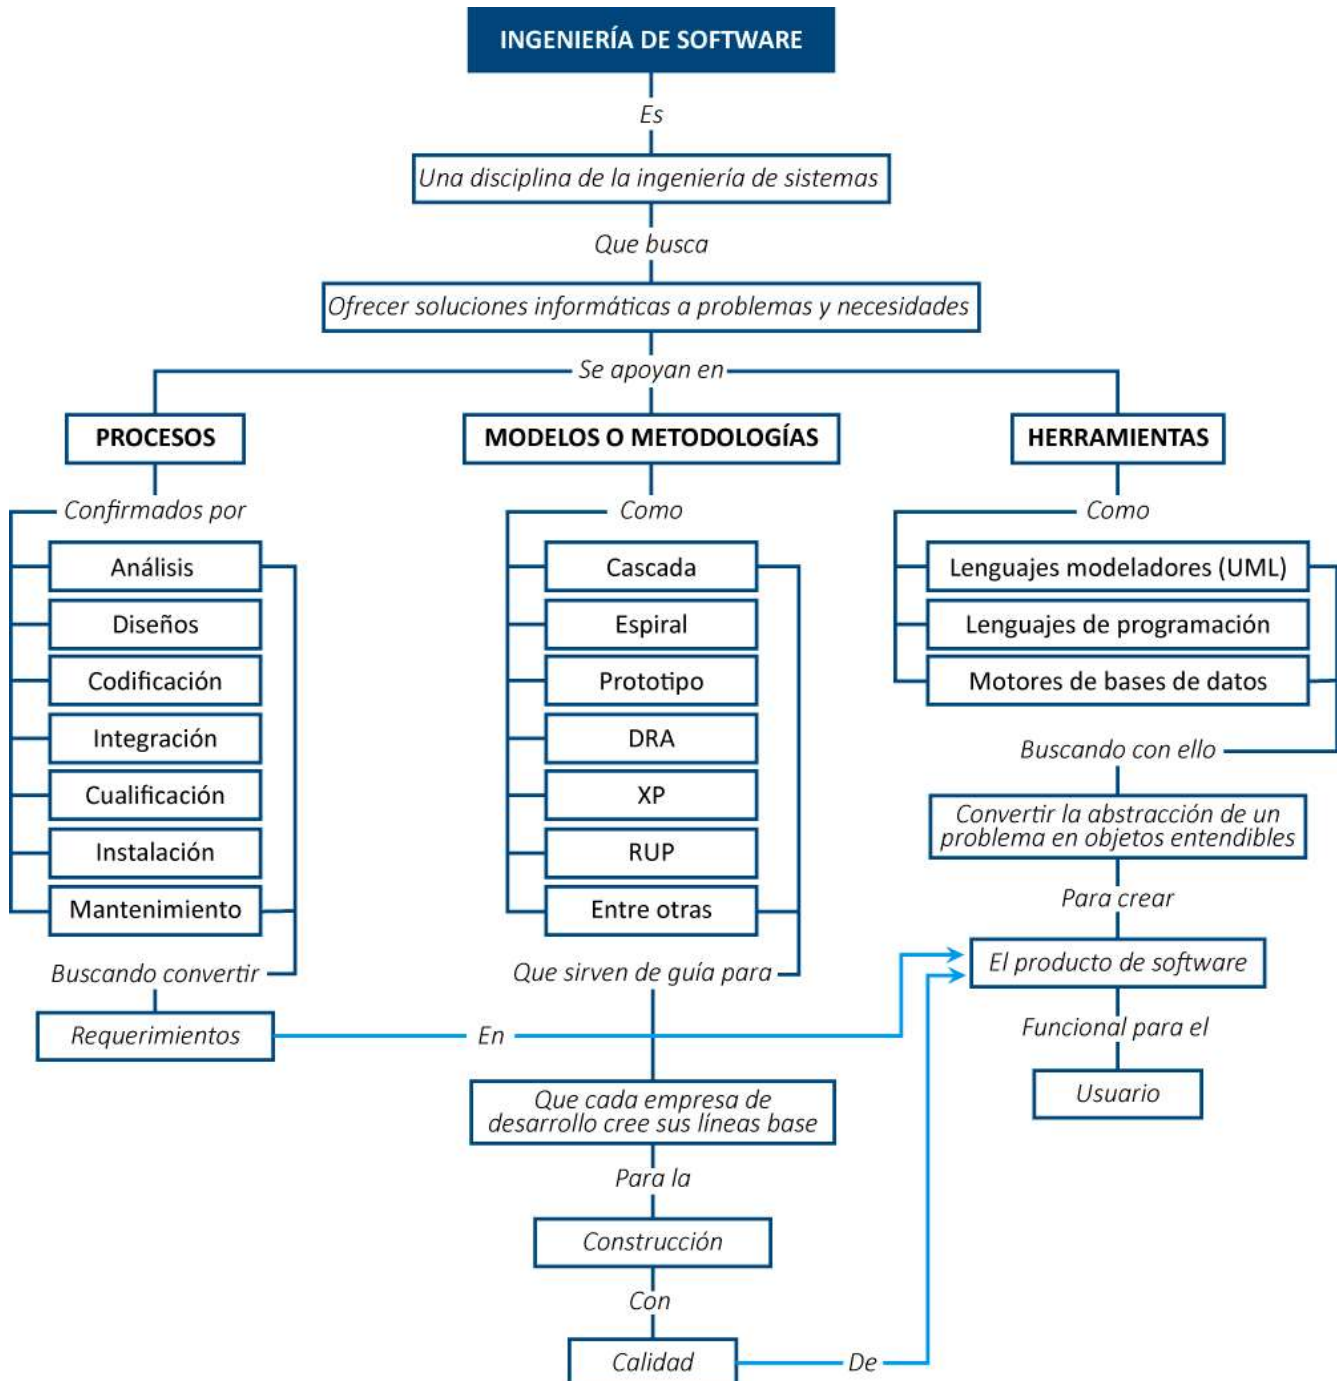 INGENIERÍA DE SOFTWARE
Es
Una disciplina de la ingeniería de sistemas
Que busca
Ofrecer soluciones informáticas a problemas y necesidades
Se apoyan en
PROCESOS
Confirmados por
Análisis
Diseños
Codificación
Integración
Cualificación
Instalación
Mantenimiento
Buscando convertir
Requerimientos
En
MODELOS O METODOLOGÍAS
Como
Cascada
Espiral
Prototipo
DRA
XP
RUP
Entre otras
Que sirven de guía para
Que cada empresa de
desarrollo cree sus líneas base
Para la
Construcción
Con
Calidad
De
HERRAMIENTAS
Como
Lenguajes modeladores (UML)
Lenguajes de programación
Motores de bases de datos
Buscando con ello
Convertir la abstracción de un
problema en objetos entendibles
Para crear
El producto de software
Funcional para el
Usuario